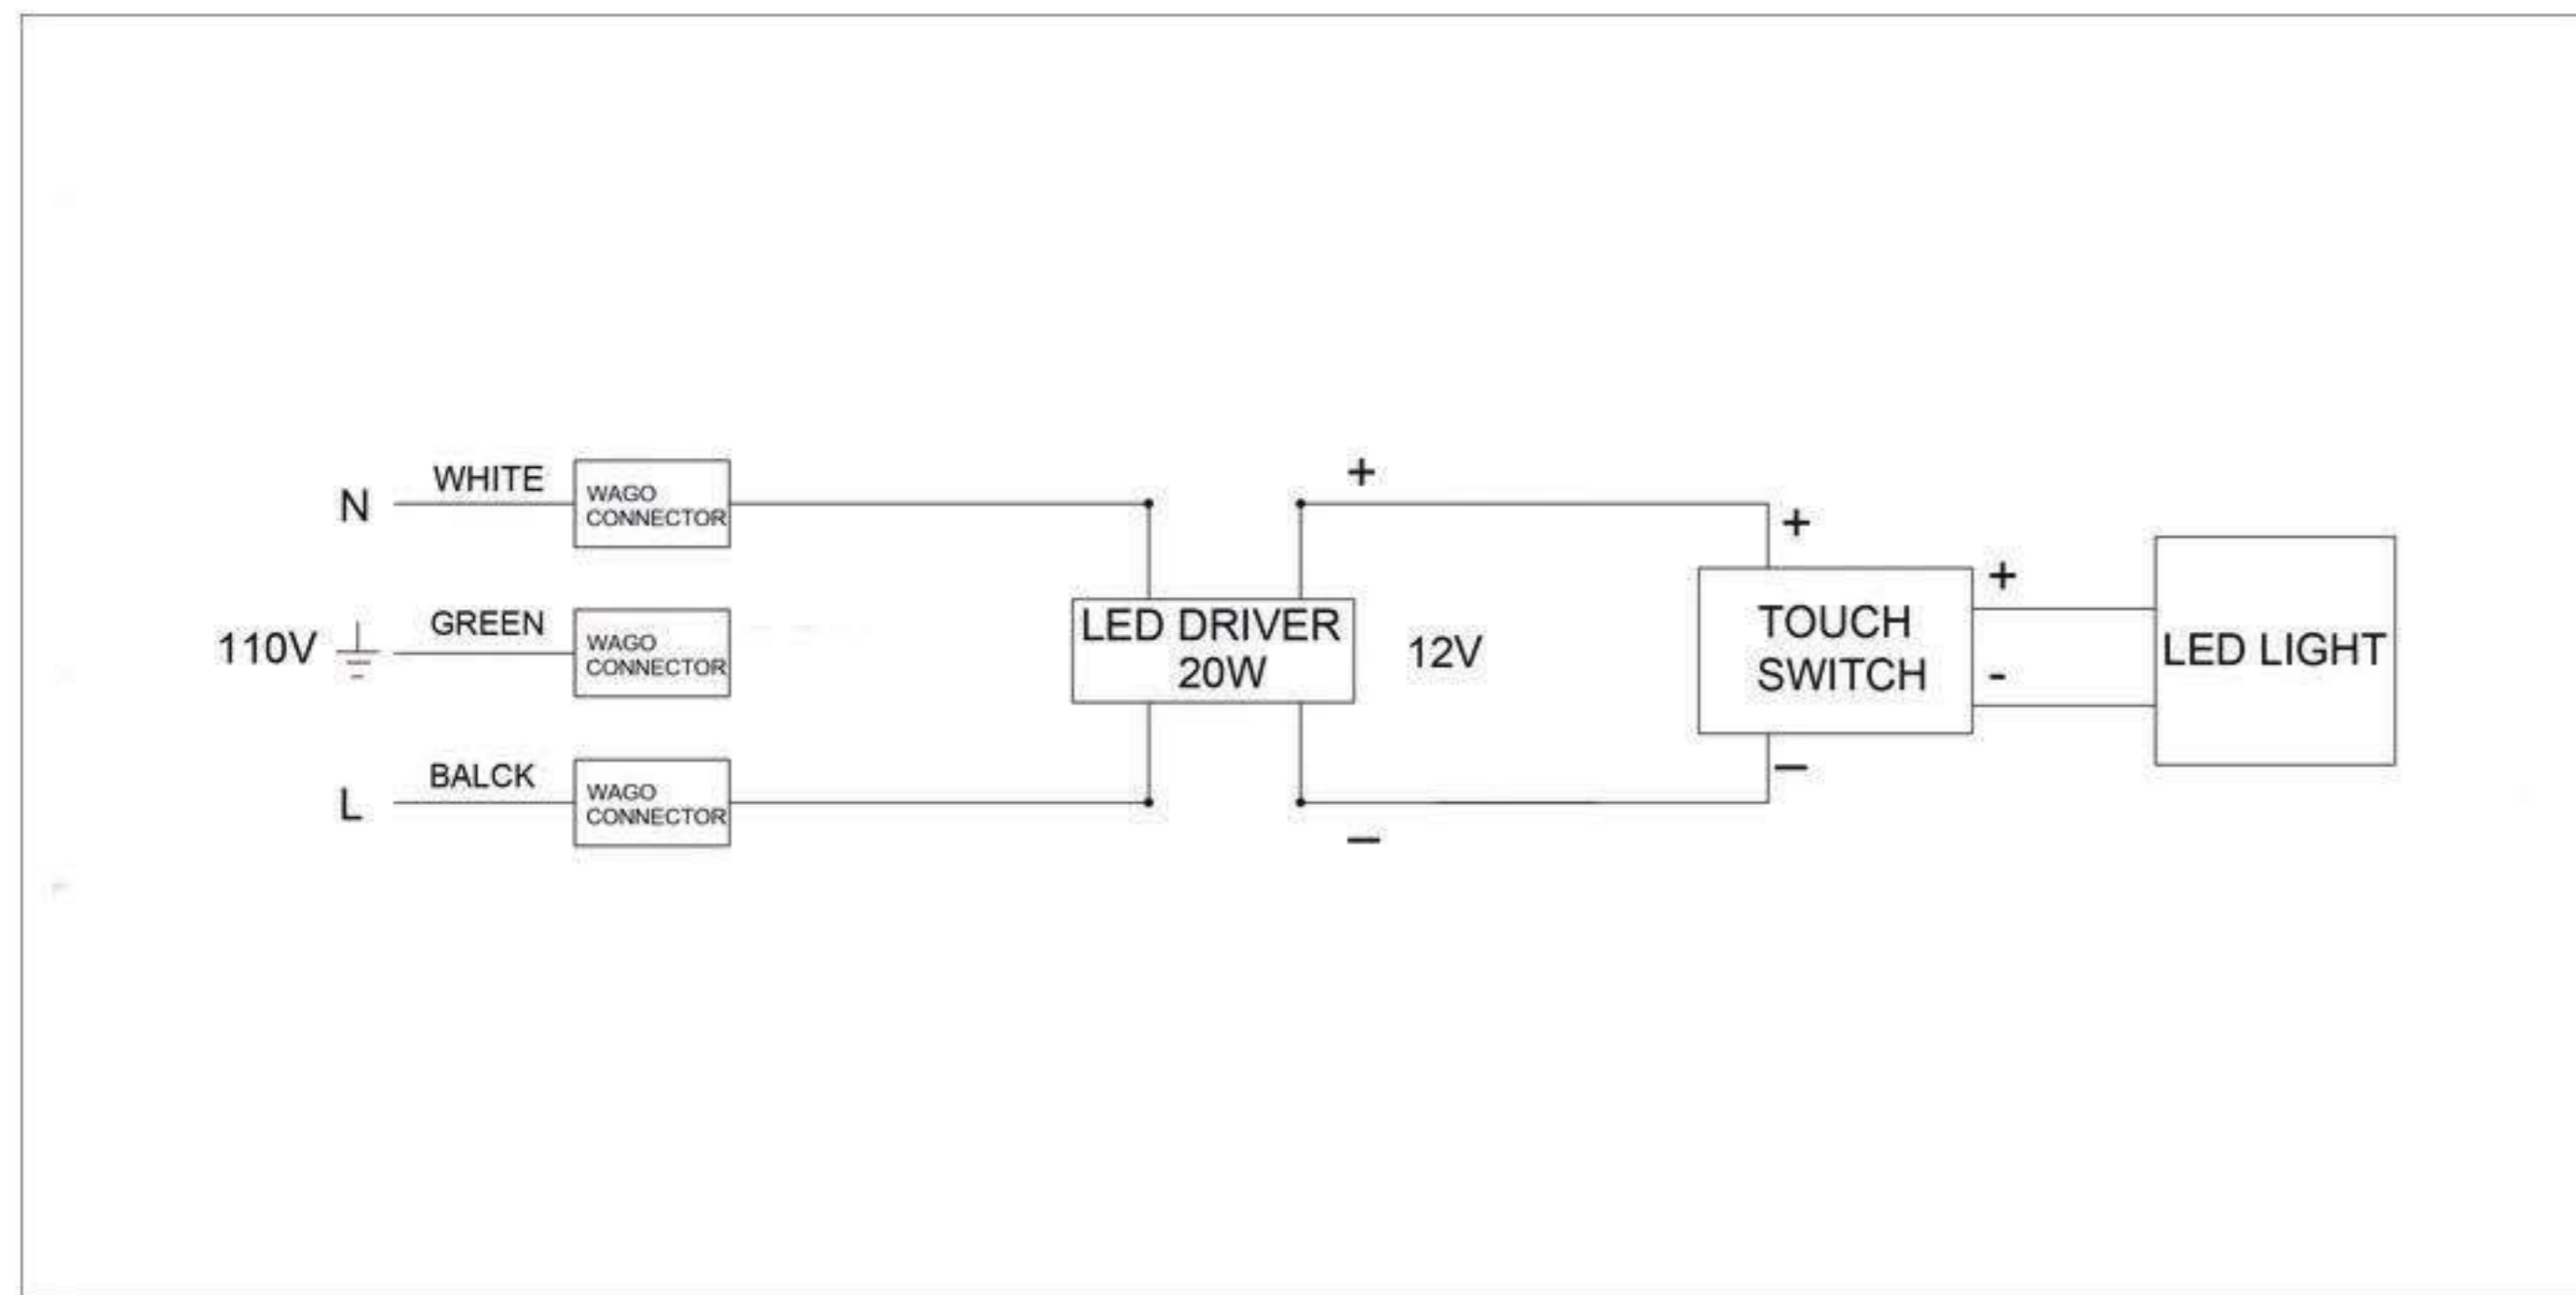 N
WHITE
WAGO
CONNECTOR
110V
GREEN
WAGO
CONNECTOR
L
BALCK
WAGO
CONNECTOR
LED DRIVER
20W
+
12V
–
+
TOUCH
SWITCH
–
+
-
LED LIGHT